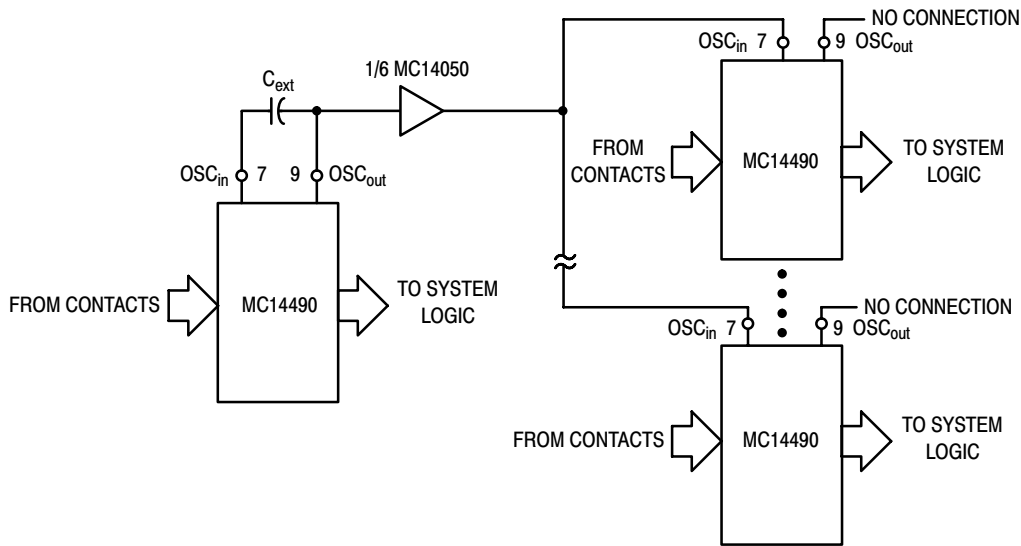 NO CONNECTION
OSCin 7 9 OSCout
1/6 MC14050
Cext
FROM
CONTACTS
MC14490
TO SYSTEM
LOGIC
OSCin 7 9 OSCout
FROM CONTACTS
MC14490
TO SYSTEM
LOGIC
NO CONNECTION
OSCin 7 9 OSCout
FROM CONTACTS
MC14490
TO SYSTEM
LOGIC